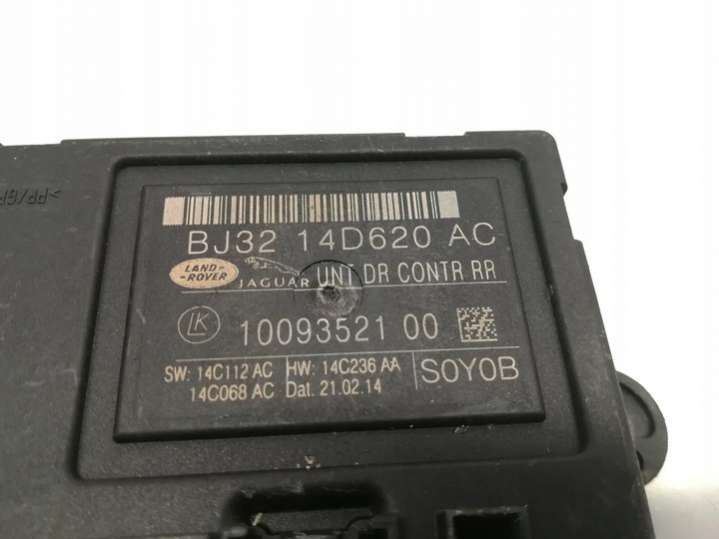 BJ32 14D620 AC
LAND-
-ROVER
JAGUAR UNT DR CONTR RR
LK 10093521 00
SW: 14C112 AC HW: 14C236 AA
14C068 AC Dat. 21.02.14
SOYOB